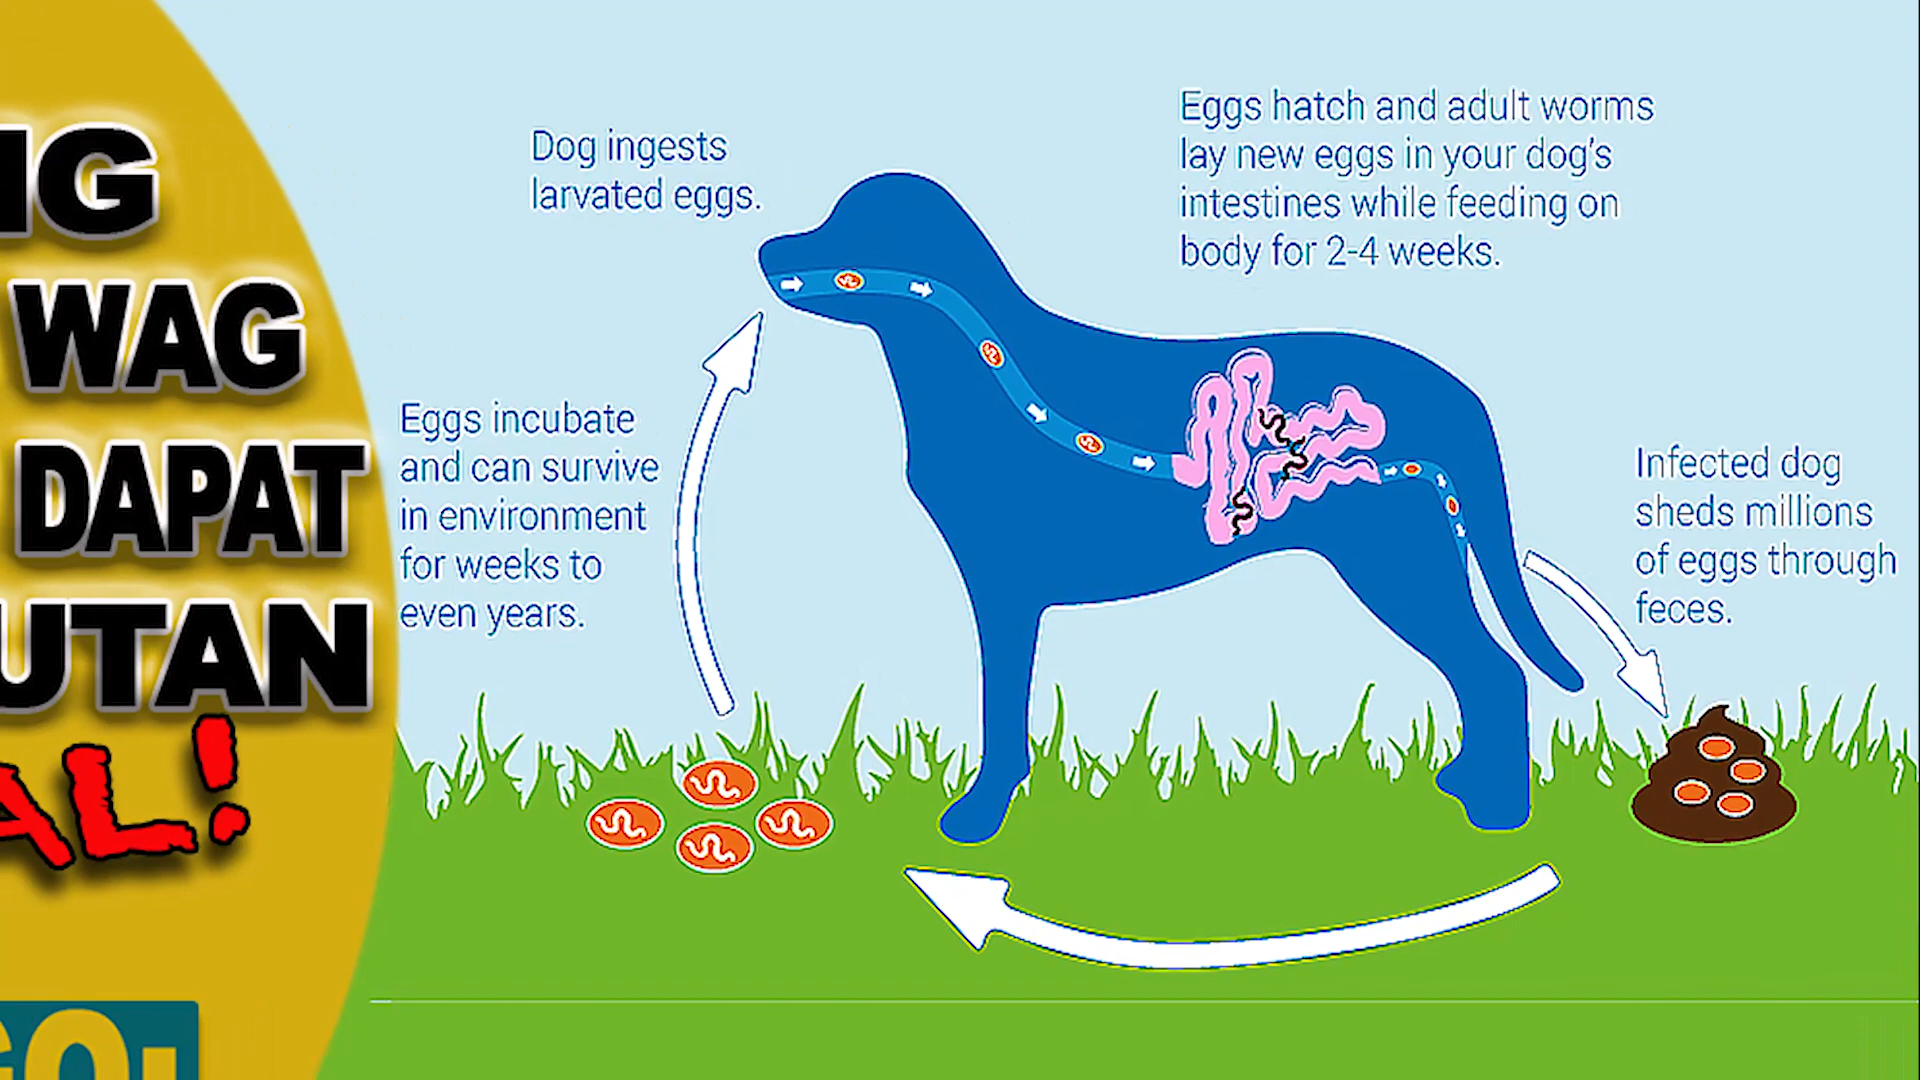 WAG
DAPAT
Dog ingests
larvated eggs.
Eggs hatch and adult worms
lay new eggs in your dog's
intestines while feeding on
body for 2-4 weeks.
Eggs incubate
and can survive
in environment
for weeks to
even years.
Infected dog
sheds millions
of eggs through
feces.